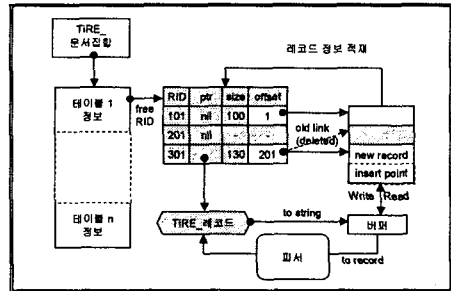 TiRE_
문서집합
레코드 정보 적재
테이블 1
정보
free
RID
RID ptr size offset
101 nil 100 1
201 nil - -
301 130 201
old link
(deleted)
new record
insert point
Write Read
테이블 n
정보
TiRE_레코드
to string
버퍼
파서
to record